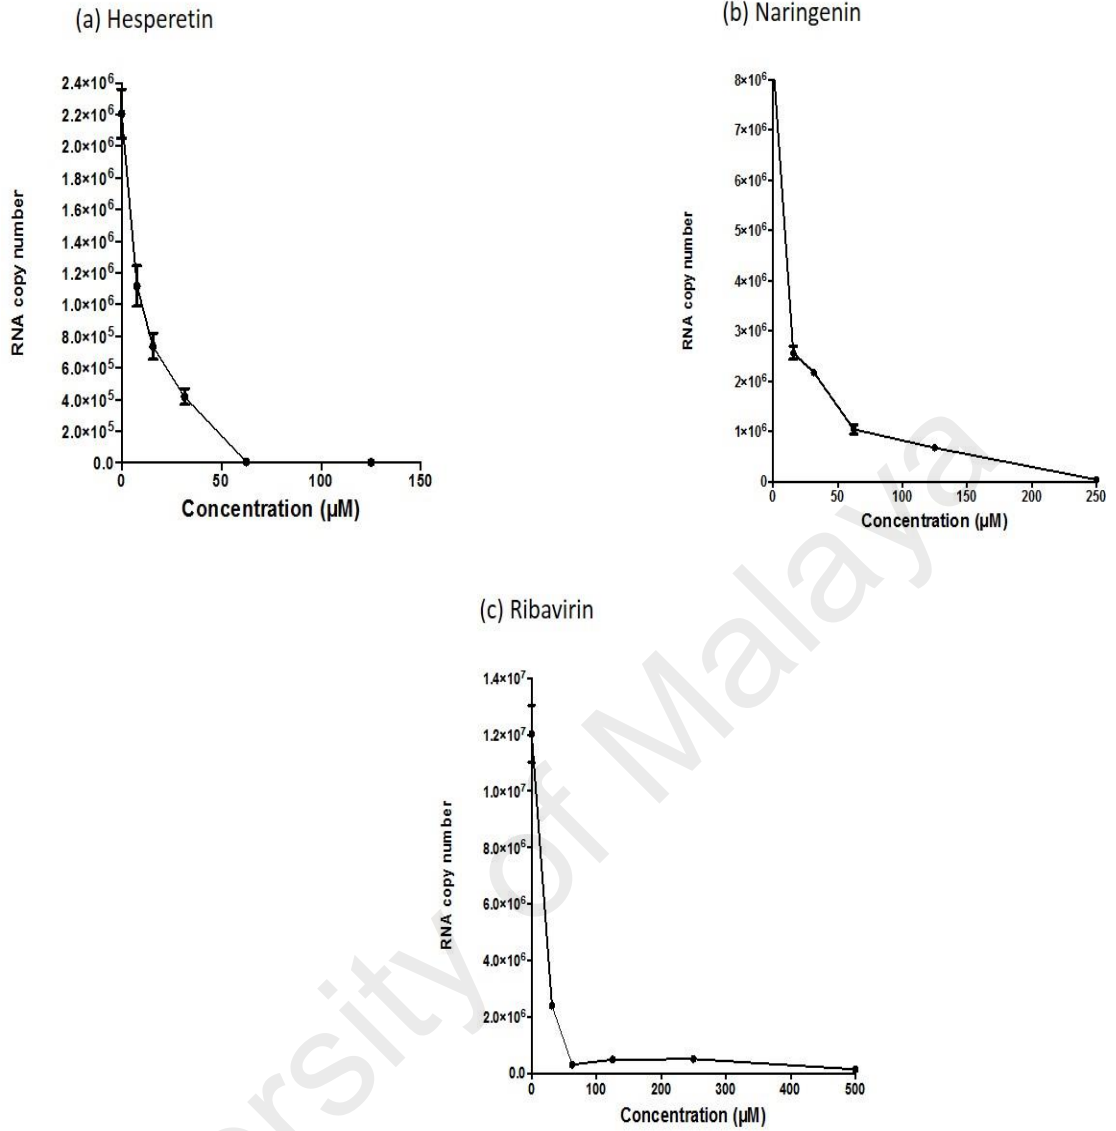 (a) Hesperetin
2.4×10⁶
2.2×10⁶
2.0×10⁶
1.8×10⁶
1.6×10⁶
1.4×10⁶
1.2×10⁶
1.0×10⁶
8.0×10⁵
6.0×10⁵
4.0×10⁵
2.0×10⁵
0.0
RNA copy number
0 50 100 150
Concentration (µM)
(b) Naringenin
8×10⁶
7×10⁶
6×10⁶
5×10⁶
4×10⁶
3×10⁶
2×10⁶
1×10⁶
0
RNA copy number
0 50 100 150 200 250
Concentration (µM)
(c) Ribavirin
1.4×10⁷
1.2×10⁷
1.0×10⁷
8.0×10⁶
6.0×10⁶
4.0×10⁶
2.0×10⁶
0.0
RNA copy number
0 100 200 300 400 500
Concentration (µM)
ersity of Malaya